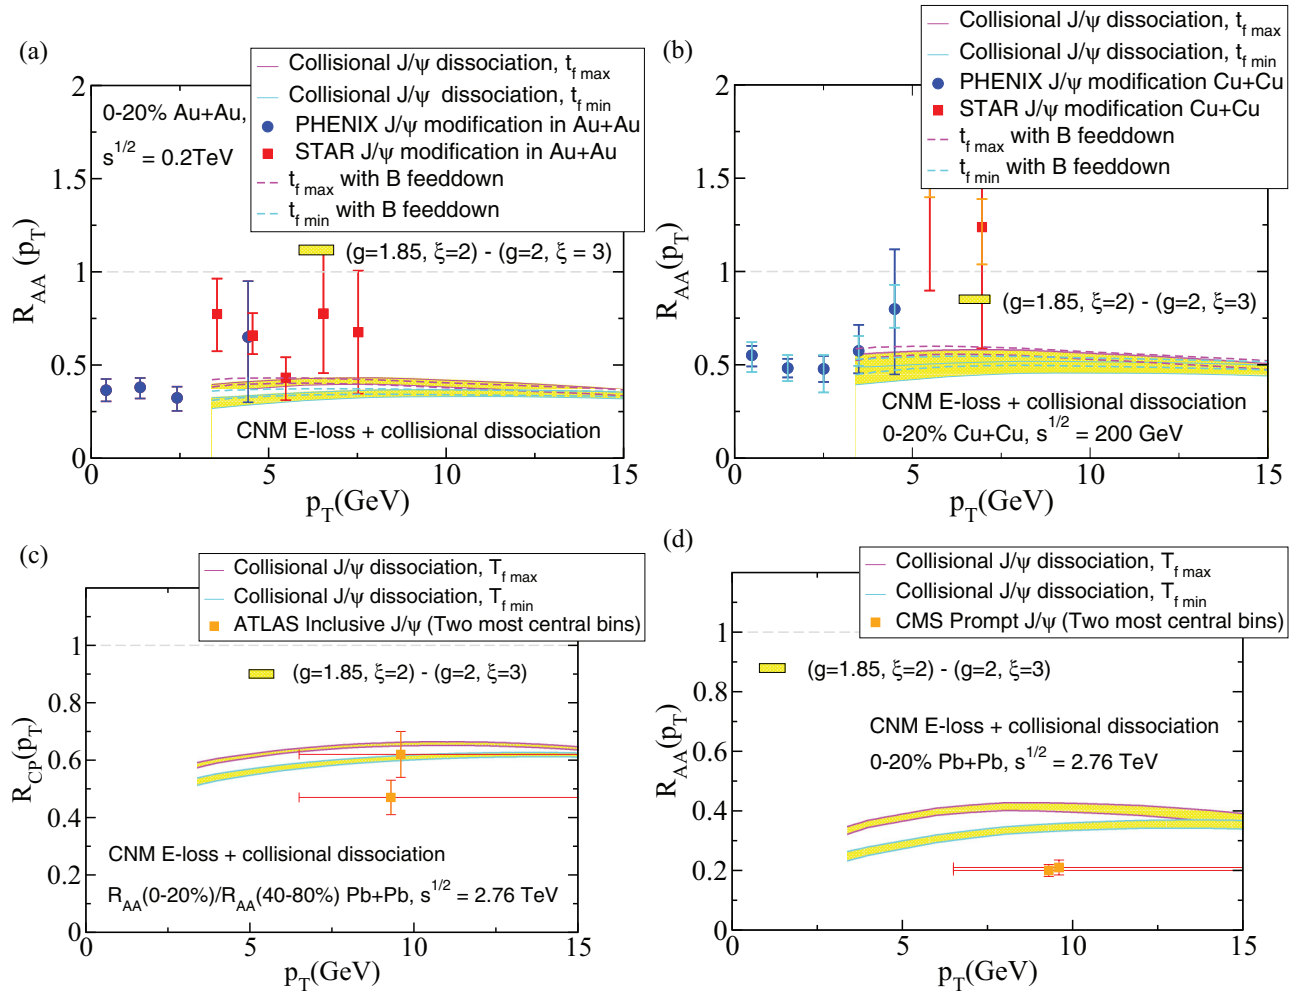 (a)
Collisional J/ψ dissociation, t_f max
Collisional J/ψ dissociation, t_f min
PHENIX J/ψ modification in Au+Au
STAR J/ψ modification in Au+Au
t_f max with B feeddown
t_f min with B feeddown
0-20% Au+Au,
s^1/2 = 0.2TeV
(g=1.85, ξ=2) - (g=2, ξ = 3)
CNM E-loss + collisional dissociation
R_AA(p_T)
2
1.5
1
0.5
0
0
5
10
15
p_T(GeV)
(b)
Collisional J/ψ dissociation, t_f max
Collisional J/ψ dissociation, t_f min
PHENIX J/ψ modification Cu+Cu
STAR J/ψ modification Cu+Cu
t_f max with B feeddown
t_f min with B feeddown
(g=1.85, ξ=2) - (g=2, ξ=3)
CNM E-loss + collisional dissociation
0-20% Cu+Cu, s^1/2 = 200 GeV
R_AA(p_T)
2
1.5
1
0.5
0
0
5
10
15
p_T(GeV)
(c)
Collisional J/ψ dissociation, T_f max
Collisional J/ψ dissociation, T_f min
ATLAS Inclusive J/ψ (Two most central bins)
(g=1.85, ξ=2) - (g=2, ξ=3)
CNM E-loss + collisional dissociation
R_AA(0-20%)/R_AA(40-80%) Pb+Pb, s^1/2 = 2.76 TeV
R_CP(p_T)
1
0.8
0.6
0.4
0.2
0
0
5
10
15
p_T(GeV)
(d)
Collisional J/ψ dissociation, T_f max
Collisional J/ψ dissociation, T_f min
CMS Prompt J/ψ (Two most central bins)
(g=1.85, ξ=2) - (g=2, ξ=3)
CNM E-loss + collisional dissociation
0-20% Pb+Pb, s^1/2 = 2.76 TeV
R_AA(p_T)
1
0.8
0.6
0.4
0.2
0
0
5
10
15
p_T(GeV)